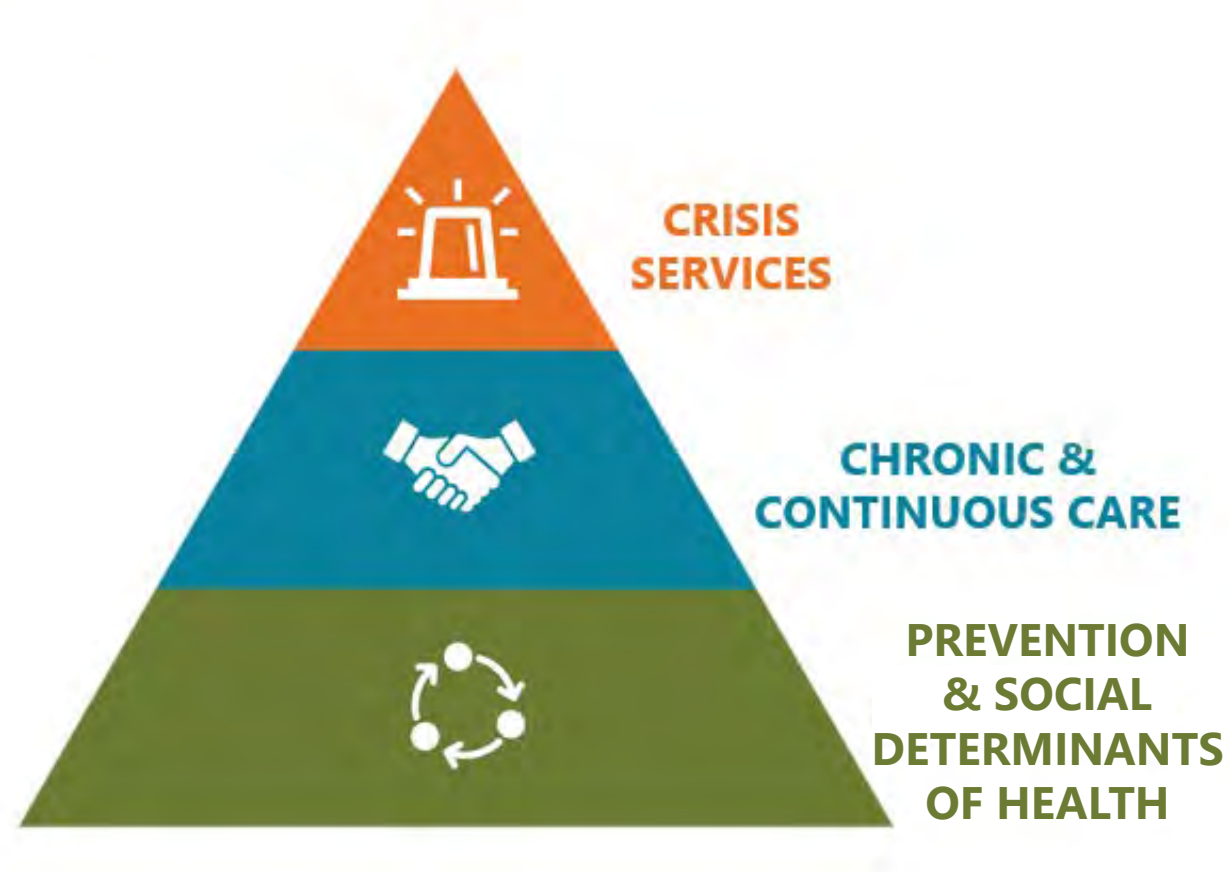 CRISIS
SERVICES
CHRONIC &
CONTINUOUS CARE
PREVENTION
& SOCIAL
DETERMINANTS
OF HEALTH